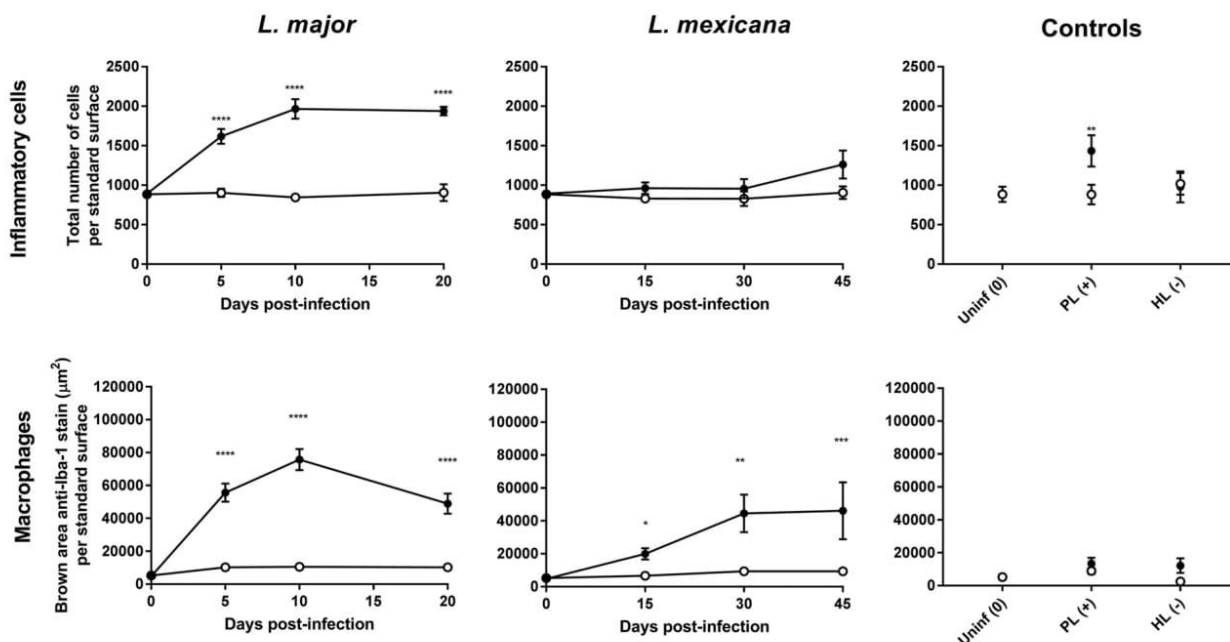 L. major
L. mexicana
Controls
Inflammatory cells
Total number of cells
per standard surface
2500
2000
1500
1000
500
0
****
****
****
0 5 10 15 20
Days post-infection
2500
2000
1500
1000
500
0
0 15 30 45
Days post-infection
2500
2000
1500
1000
500
0
**
Uninf (0)
PL (+)
HL (-)
Macrophages
Brown area anti-Iba-1 stain (μm²)
per standard surface
120000
100000
80000
60000
40000
20000
0
****
****
****
0 5 10 15 20
Days post-infection
120000
100000
80000
60000
40000
20000
0
*
**
***
0 15 30 45
Days post-infection
120000
100000
80000
60000
40000
20000
0
Uninf (0)
PL (+)
HL (-)